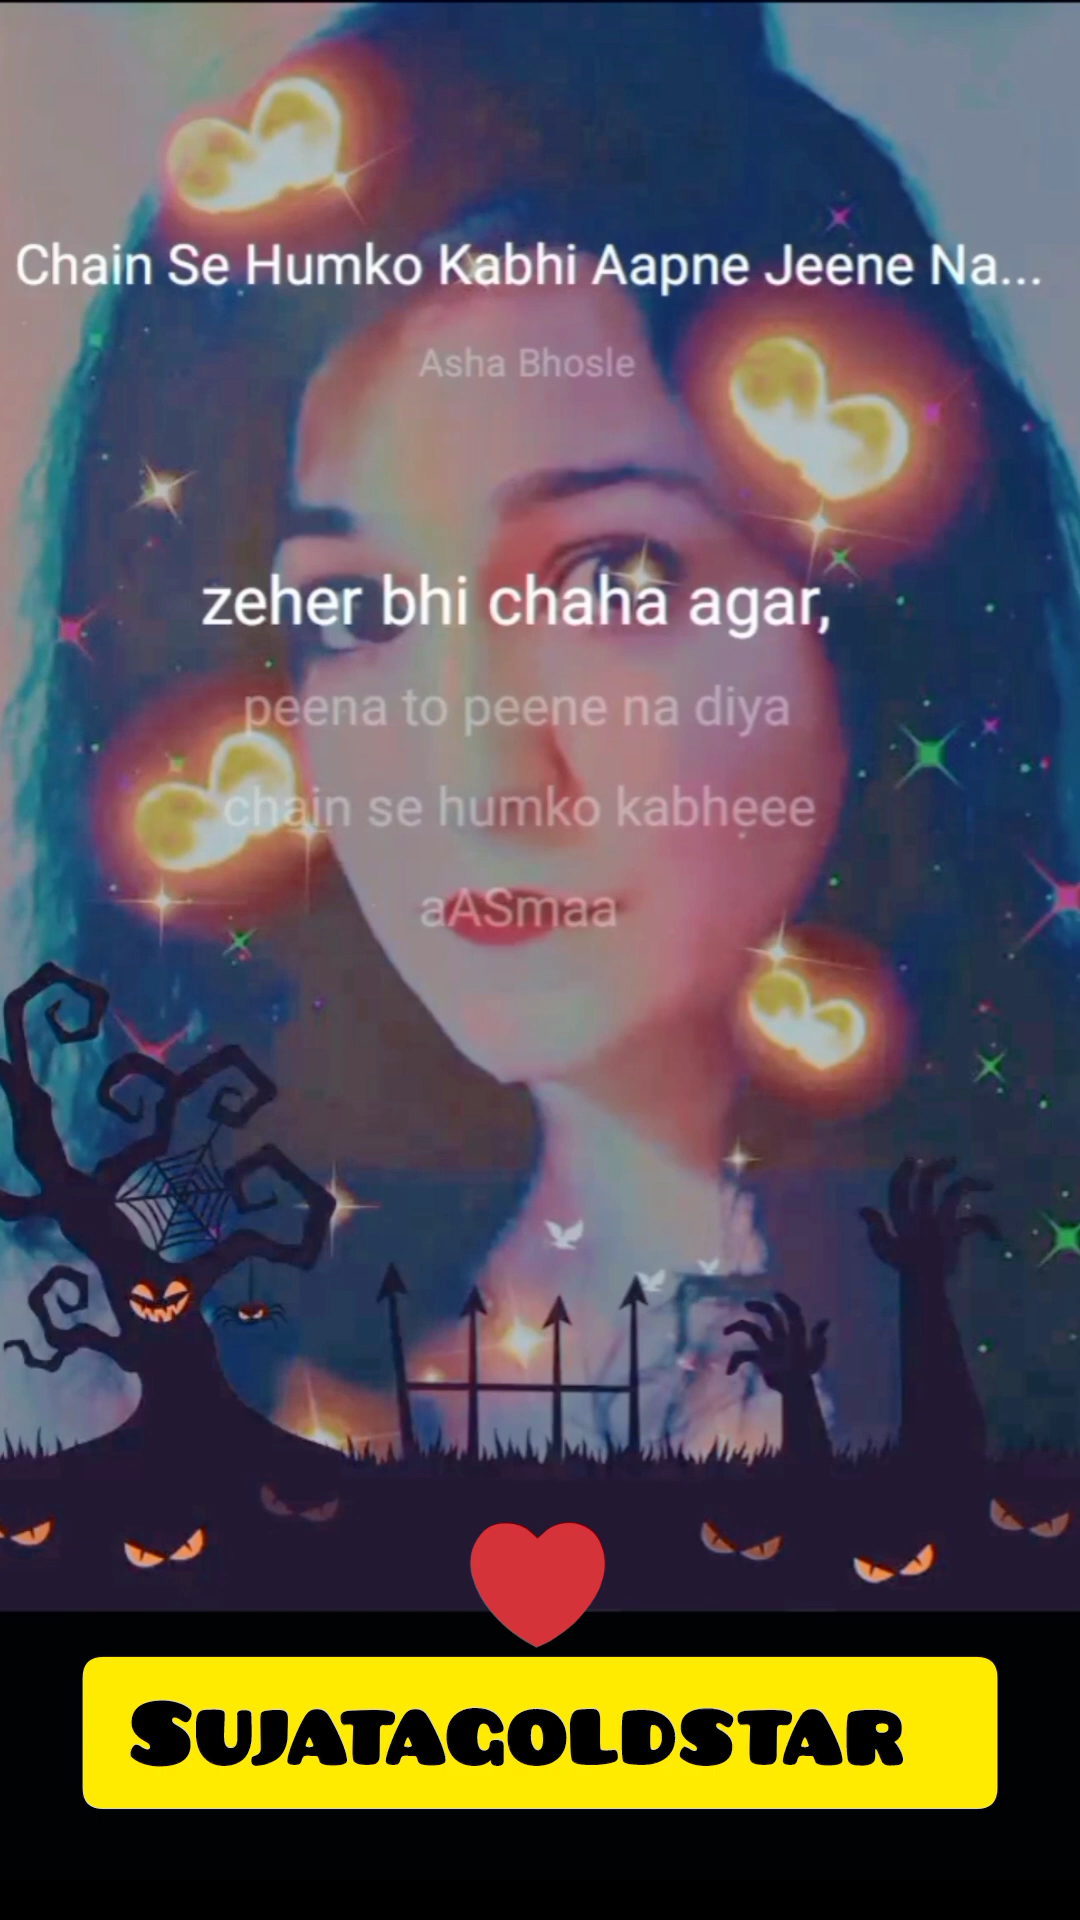 Chain Se Humko Kabhi Aapne Jeene Na...
Asha Bhosle
zeher bhi chaha agar,
peena to peene na diya
chain se humko kabheee
aASmaa
SUJATAGOLDSTAR